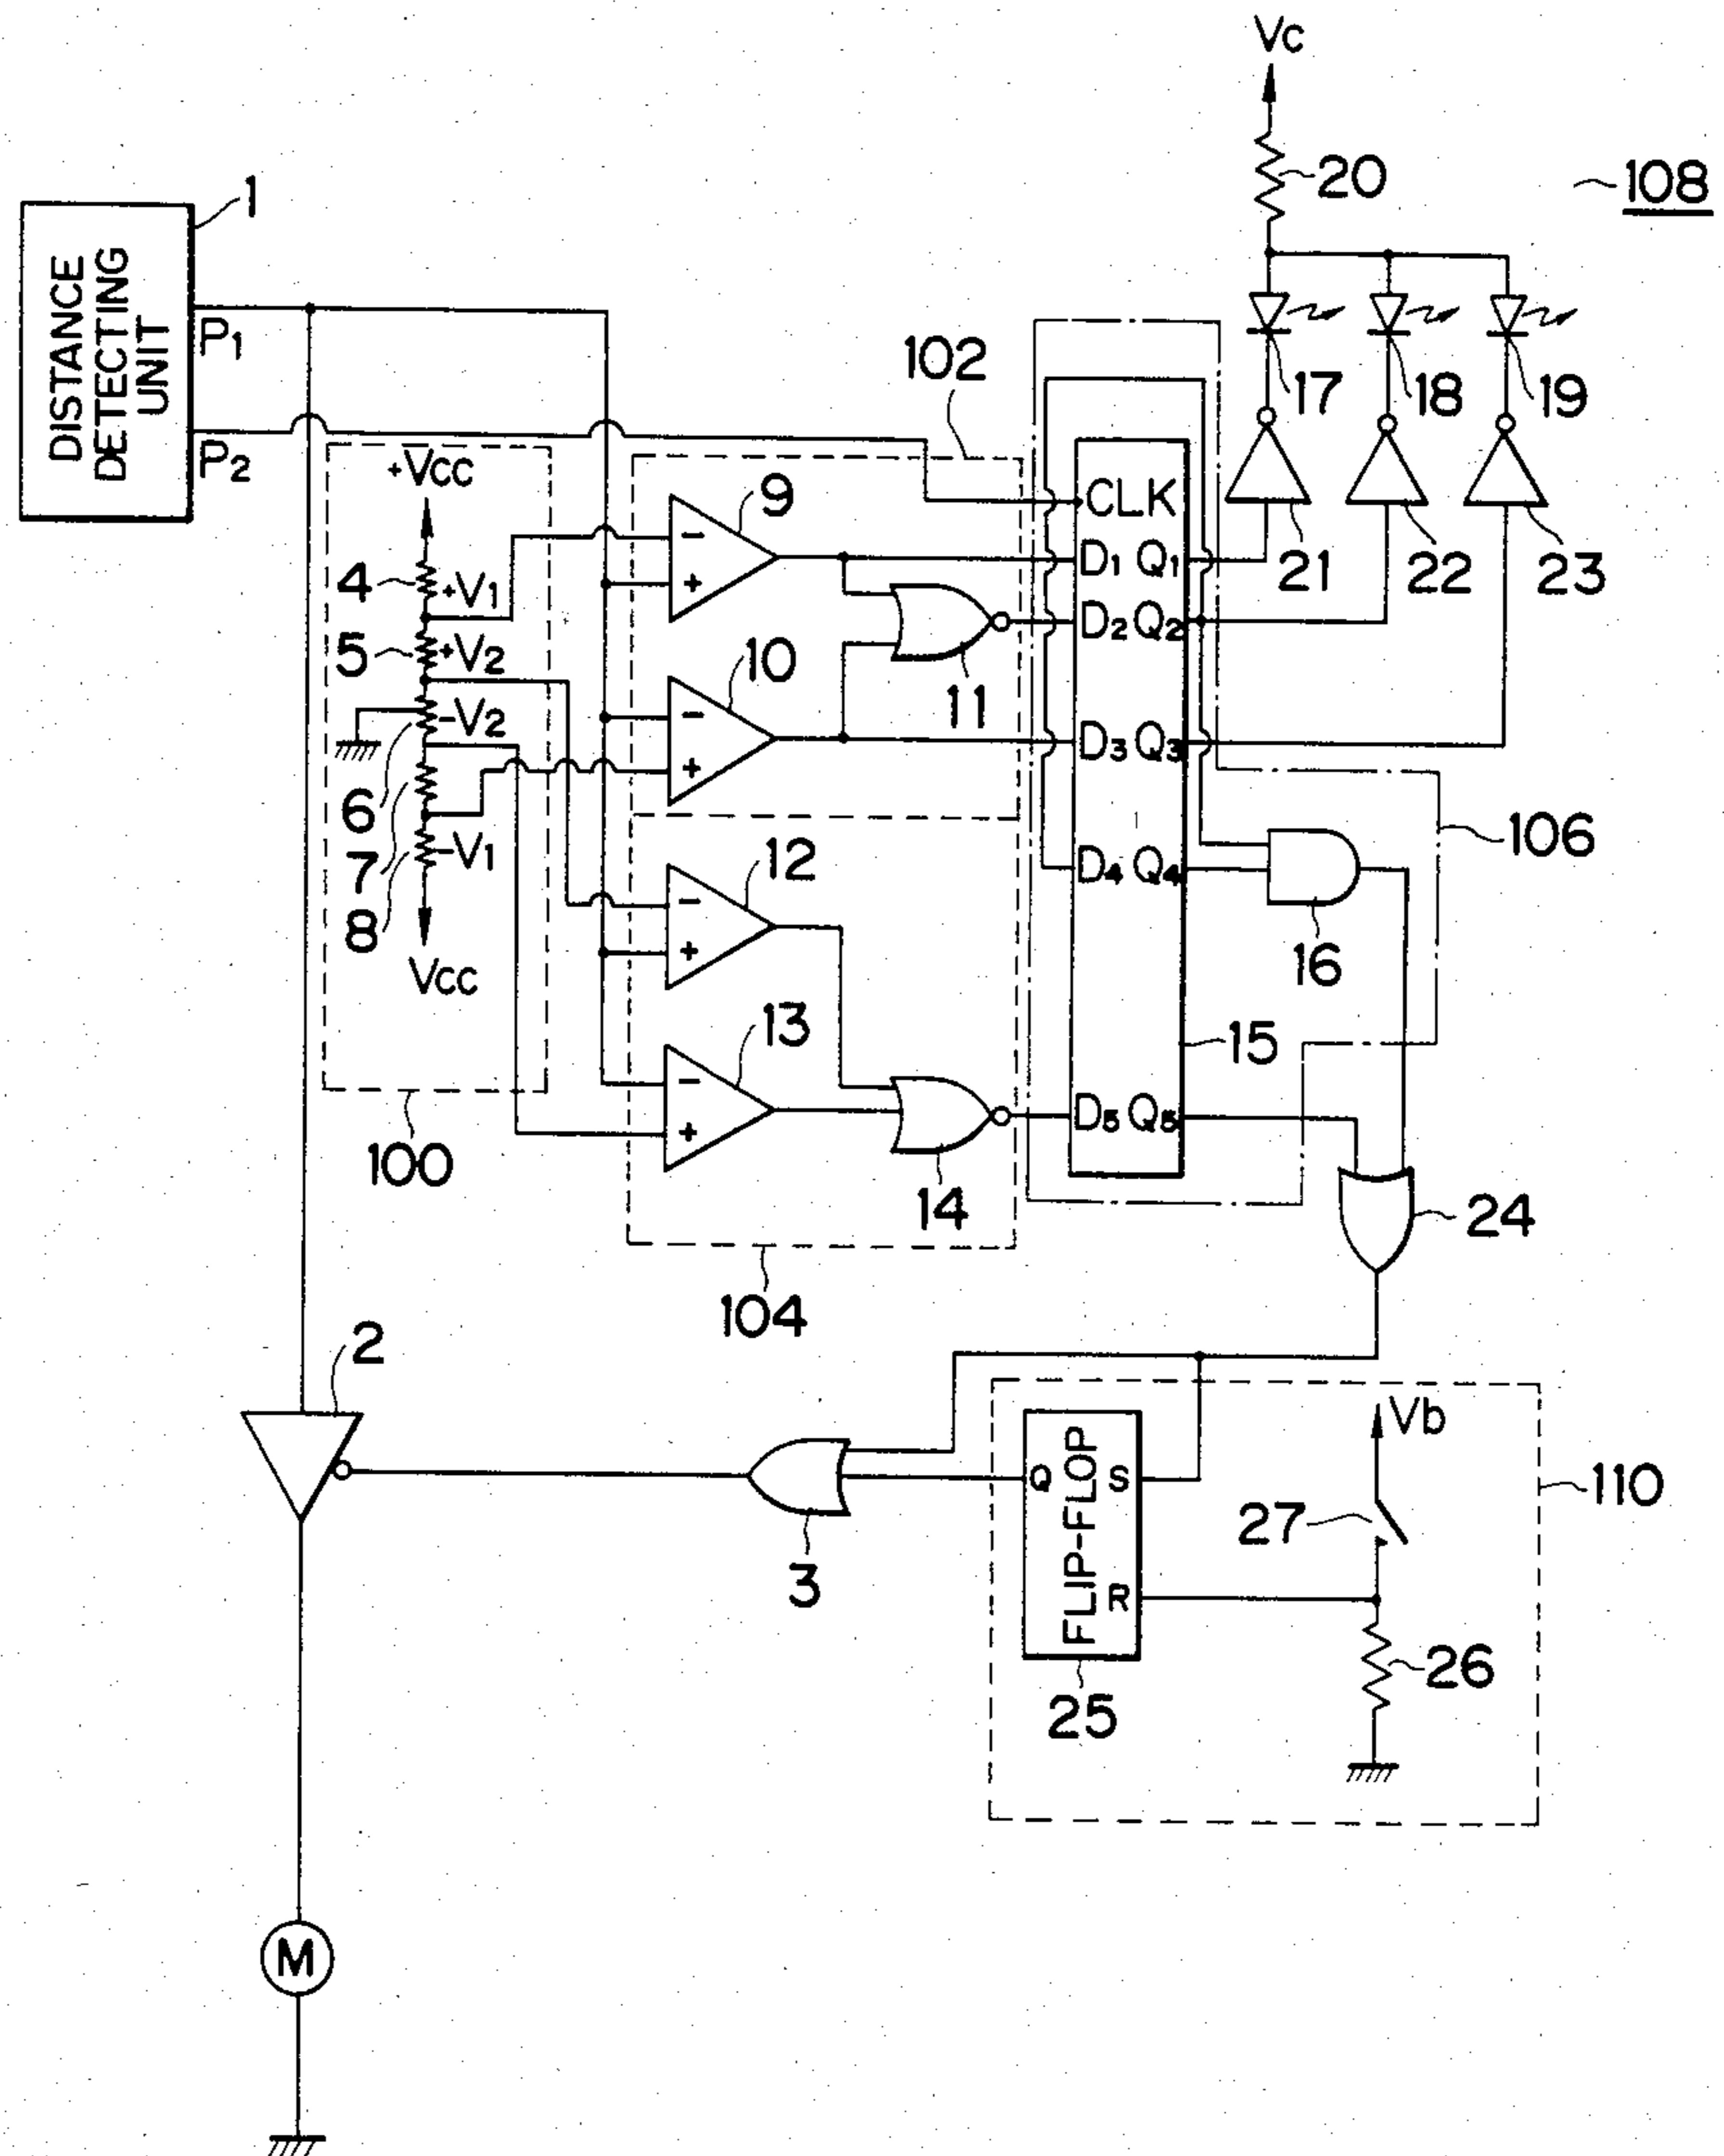 Vc
20
108
1
DISTANCE
DETECTING
UNIT
P1
P2
102
17
18
19
+Vcc
9
CLK
4
+V1
D1 Q1
21
22
23
5
+V2
D2 Q2
-
+
10
11
-V2
D3 Q3
-
+
6
7
-V1
8
12
D4 Q4
106
-
+
16
Vcc
13
15
-
+
D5 Q5
100
14
24
104
2
Vb
Q
FLIP-FLOP
S
R
110
27
3
26
25
M